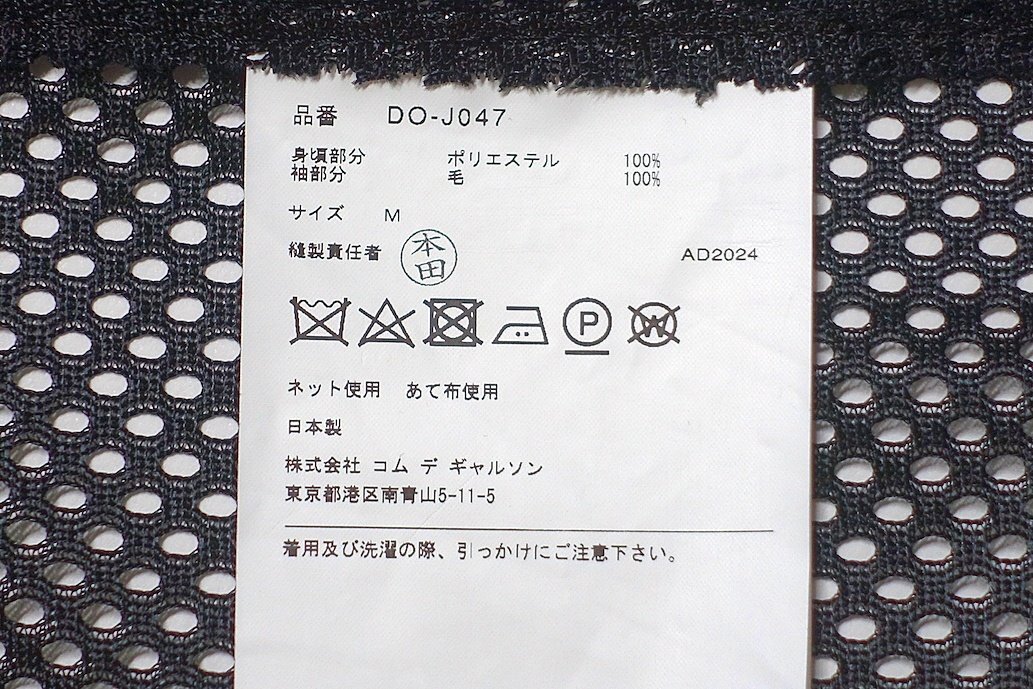 品番 DO-J047
身頃部分 ポリエステル 100%
袖部分 毛 100%
サイズ M
縫製責任者 本田 AD2024
P W
ネット使用 あて布使用
日本製
株式会社 コム デ ギャルソン
東京都港区南青山5-11-5
着用及び洗濯の際、引っかけにご注意下さい。